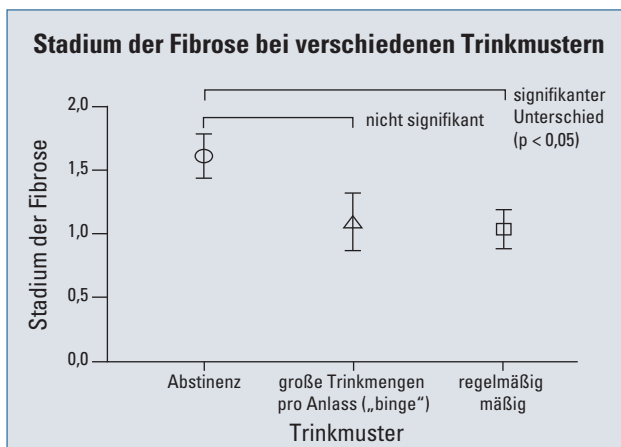 Stadium der Fibrose bei verschiedenen Trinkmustern
signifikanter
Unterschied
(p < 0,05)
nicht signifikant
Stadium der Fibrose
2,0
1,5
1,0
0,5
0,0
Abstinenz
große Trinkmengen
pro Anlass („binge“)
regelmäßig
mäßig
Trinkmuster